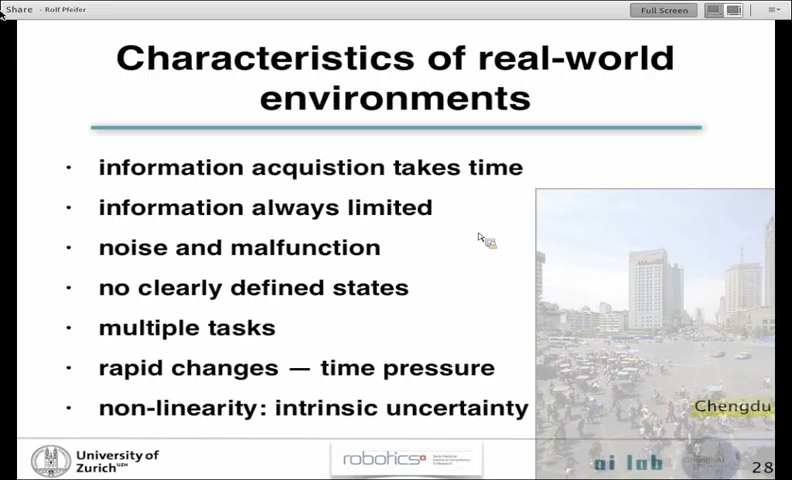 Share - Rolf Pfeifer
Full Screen
Characteristics of real-world
environments
· information acquistion takes time
· information always limited
· noise and malfunction
· no clearly defined states
· multiple tasks
· rapid changes — time pressure
· non-linearity: intrinsic uncertainty
Chengdu
University of
Zurich UZH
robotics+
ai lab
28